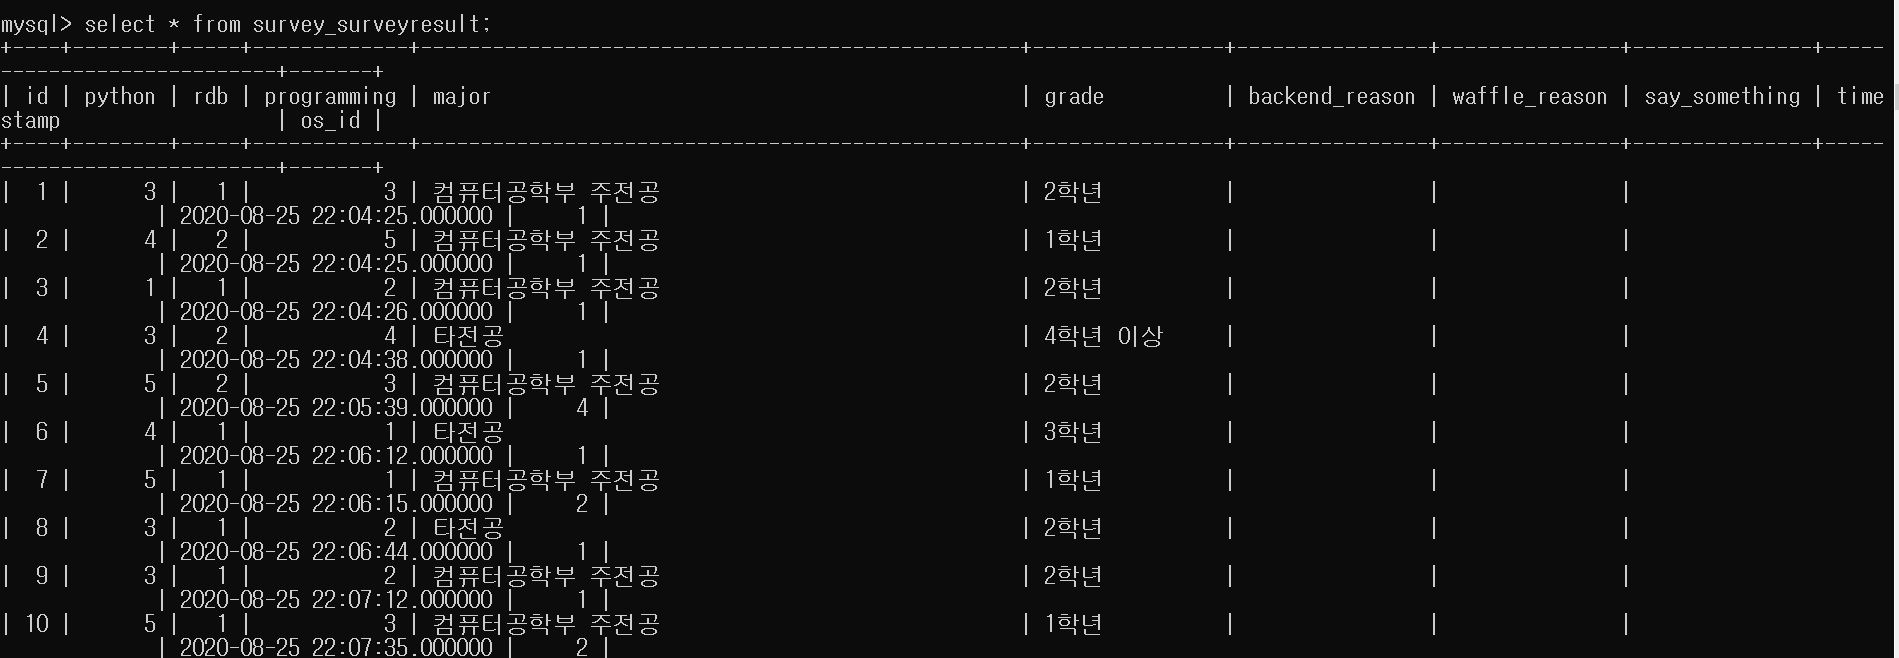 mysql> select * from survey_surveyresult;
+----+--------+-----+-------------+--------------------------------------------------+----------------+----------------+---------------+---------------+-----
-----------------------+-------+
| id | python | rdb | programming | major | grade | backend_reason | waffle_reason | say_something | time
stamp | os_id |
+----+--------+-----+-------------+--------------------------------------------------+----------------+----------------+---------------+---------------+-----
-----------------------+-------+
| 1 | 3 | 1 | 3 | 컴퓨터공학부 주전공 | 2학년 | | |
| 2020-08-25 22:04:25.000000 | 1 |
| 2 | 4 | 2 | 5 | 컴퓨터공학부 주전공 | 1학년 | | |
| 2020-08-25 22:04:25.000000 | 1 |
| 3 | 1 | 1 | 2 | 컴퓨터공학부 주전공 | 2학년 | | |
| 2020-08-25 22:04:26.000000 | 1 |
| 4 | 3 | 2 | 4 | 타전공 | 4학년 이상 | | |
| 2020-08-25 22:04:38.000000 | 1 |
| 5 | 5 | 2 | 3 | 컴퓨터공학부 주전공 | 2학년 | | |
| 2020-08-25 22:05:39.000000 | 4 |
| 6 | 4 | 1 | 1 | 타전공 | 3학년 | | |
| 2020-08-25 22:06:12.000000 | 1 |
| 7 | 5 | 1 | 1 | 컴퓨터공학부 주전공 | 1학년 | | |
| 2020-08-25 22:06:15.000000 | 2 |
| 8 | 3 | 1 | 2 | 타전공 | 2학년 | | |
| 2020-08-25 22:06:44.000000 | 1 |
| 9 | 3 | 1 | 2 | 컴퓨터공학부 주전공 | 2학년 | | |
| 2020-08-25 22:07:12.000000 | 1 |
| 10 | 5 | 1 | 3 | 컴퓨터공학부 주전공 | 1학년 | | |
| 2020-08-25 22:07:35.000000 | 2 |